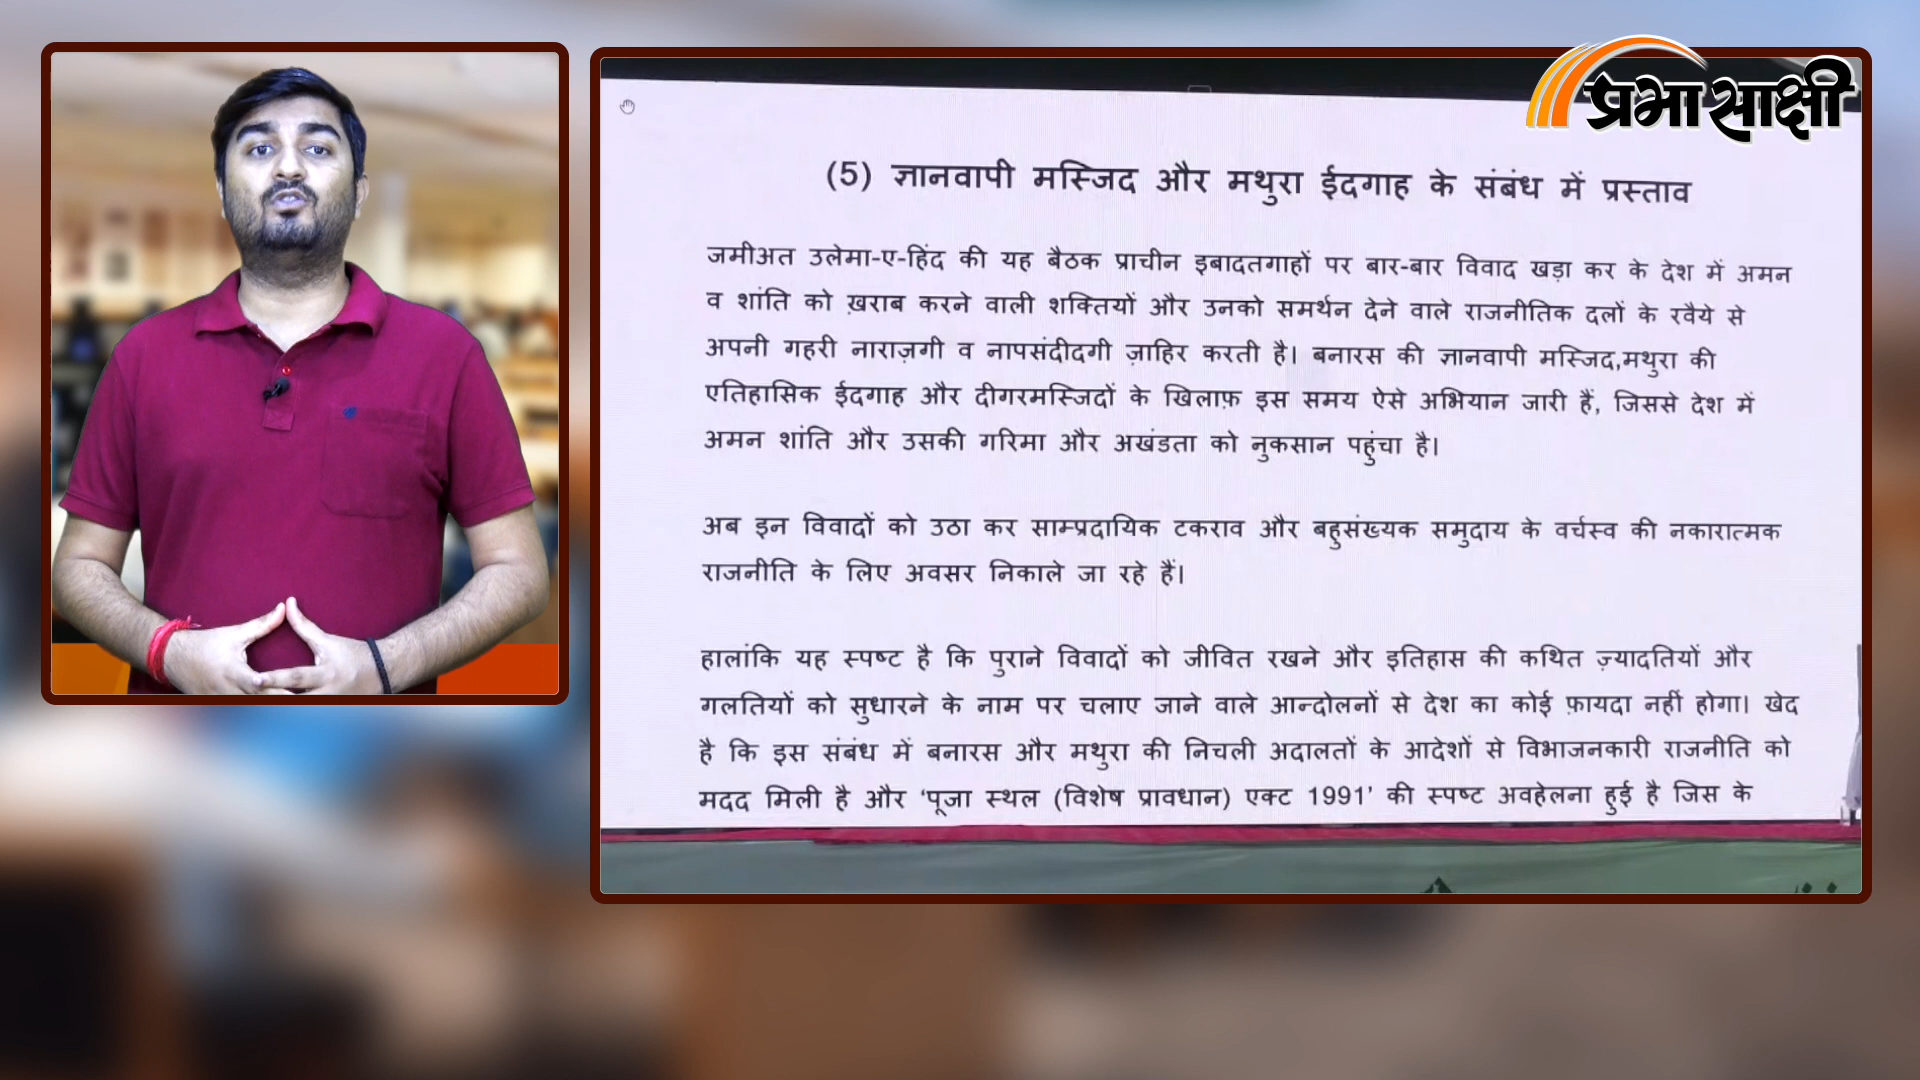 प्रभासाक्षी
(5) ज्ञानवापी मस्जिद और मथुरा ईदगाह के संबंध में प्रस्ताव
जमीअत उलेमा-ए-हिंद की यह बैठक प्राचीन इबादतगाहों पर बार-बार विवाद खड़ा कर के देश में अमन
व शांति को ख़राब करने वाली शक्तियों और उनको समर्थन देने वाले राजनीतिक दलों के रवैये से
अपनी गहरी नाराज़गी व नापसंदीदगी ज़ाहिर करती है। बनारस की ज्ञानवापी मस्जिद,मथुरा की
एतिहासिक ईदगाह और दीगरमस्जिदों के खिलाफ़ इस समय ऐसे अभियान जारी हैं, जिससे देश में
अमन शांति और उसकी गरिमा और अखंडता को नुकसान पहुंचा है।
अब इन विवादों को उठा कर साम्प्रदायिक टकराव और बहुसंख्यक समुदाय के वर्चस्व की नकारात्मक
राजनीति के लिए अवसर निकाले जा रहे हैं।
हालांकि यह स्पष्ट है कि पुराने विवादों को जीवित रखने और इतिहास की कथित ज़्यादतियों और
गलतियों को सुधारने के नाम पर चलाए जाने वाले आन्दोलनों से देश का कोई फ़ायदा नहीं होगा। खेद
है कि इस संबंध में बनारस और मथुरा की निचली अदालतों के आदेशों से विभाजनकारी राजनीति को
मदद मिली है और ‘पूजा स्थल (विशेष प्रावधान) एक्ट 1991’ की स्पष्ट अवहेलना हुई है जिस के